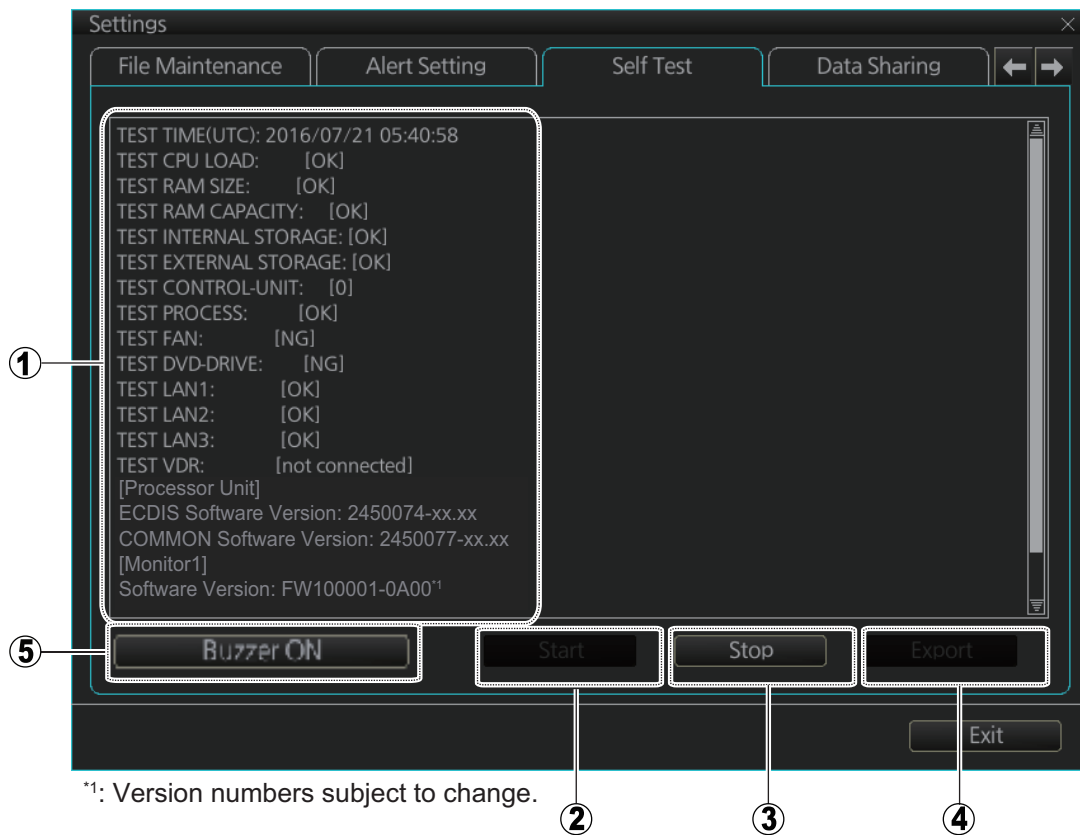 Settings
File Maintenance
Alert Setting
Self Test
Data Sharing
TEST TIME(UTC): 2016/07/21 05:40:58
TEST CPU LOAD: [OK]
TEST RAM SIZE: [OK]
TEST RAM CAPACITY: [OK]
TEST INTERNAL STORAGE: [OK]
TEST EXTERNAL STORAGE: [OK]
TEST CONTROL-UNIT: [0]
TEST PROCESS: [OK]
TEST FAN: [NG]
TEST DVD-DRIVE: [NG]
TEST LAN1: [OK]
TEST LAN2: [OK]
TEST LAN3: [OK]
TEST VDR: [not connected]
[Processor Unit]
ECDIS Software Version: 2450074-xx.xx
COMMON Software Version: 2450077-xx.xx
[Monitor1]
Software Version: FW100001-0A00*1
1
5
Buzzer ON
Start
Stop
Export
Exit
*1: Version numbers subject to change.
2
3
4